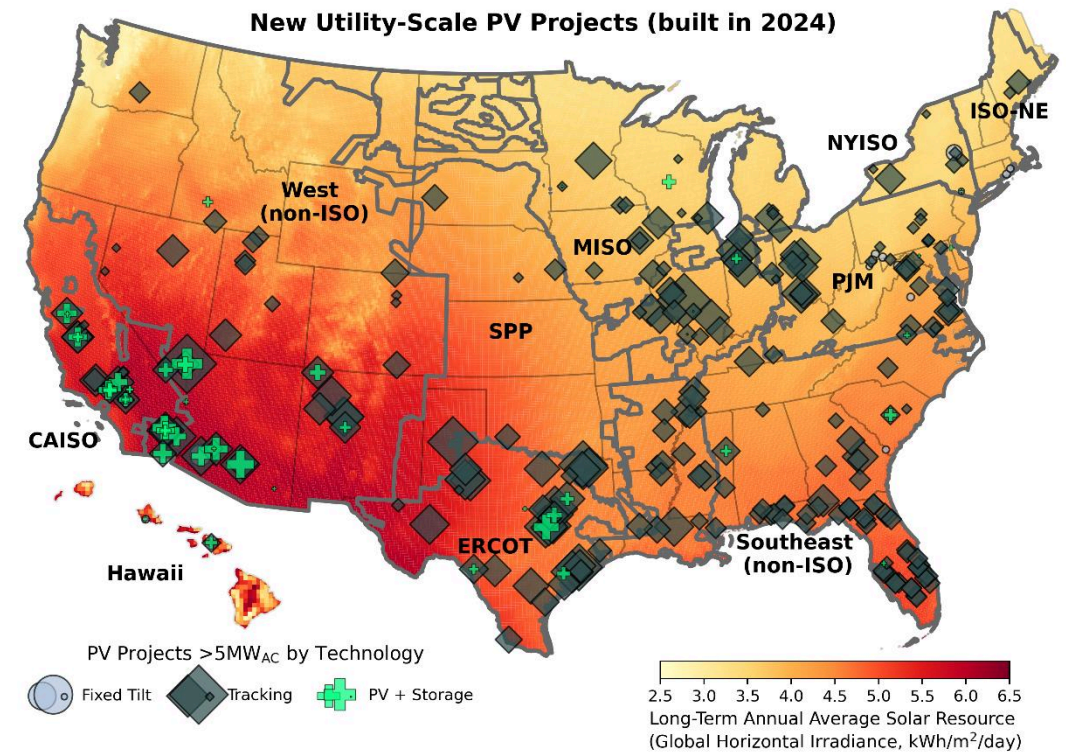 New Utility-Scale PV Projects (built in 2024)
ISO-NE
NYISO
West
(non-ISO)
MISO
PJM
SPP
CAISO
ERCOT
Southeast
(non-ISO)
Hawaii
PV Projects >5MWAC by Technology
Fixed Tilt
Tracking
PV + Storage
2.5 3.0 3.5 4.0 4.5 5.0 5.5 6.0 6.5
Long-Term Annual Average Solar Resource
(Global Horizontal Irradiance, kWh/m²/day)